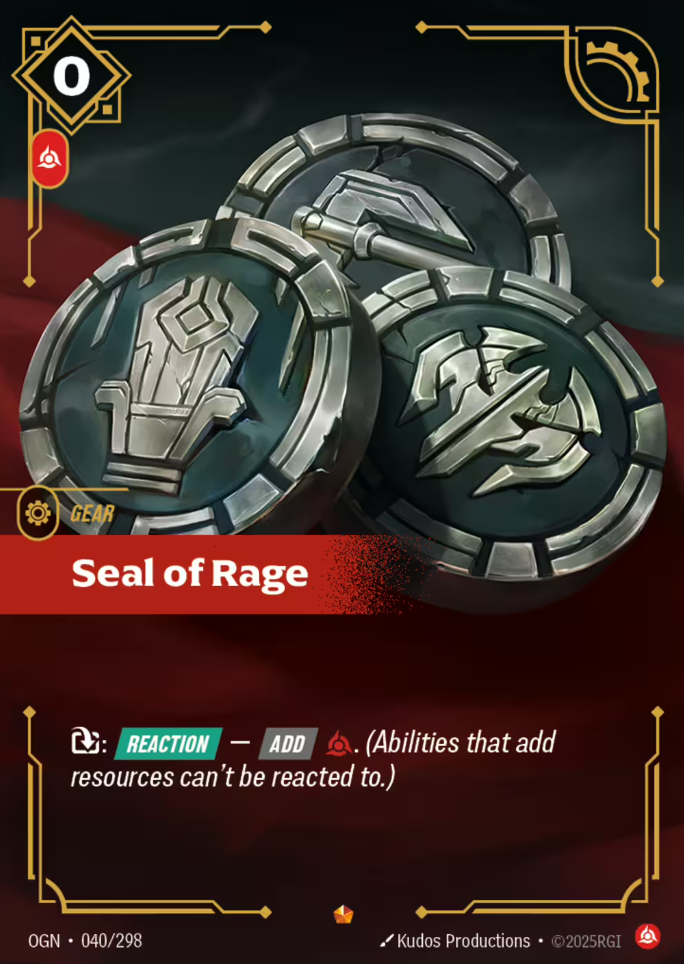 0
GEAR
Seal of Rage
: REACTION — ADD . (Abilities that add
resources can't be reacted to.)
OGN • 040/298
Kudos Productions • ©2025RGI